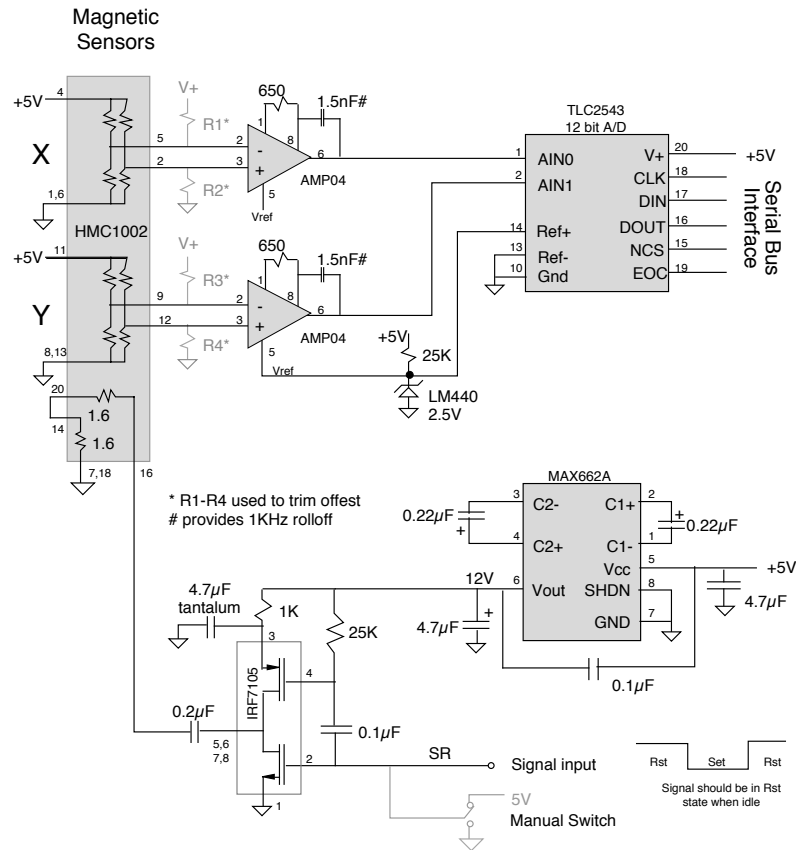 Magnetic
Sensors
4
+5V
X
1,6
5
2
V+
R1*
R2*
650
1.5nF#
1
8
2
-
3
+
6
5
AMP04
Vref
HMC1002
11
+5V
Y
8,13
9
12
V+
R3*
R4*
650
1.5nF#
1
8
2
-
3
+
6
5
AMP04
Vref
+5V
25K
LM440
2.5V
TLC2543
12 bit A/D
1
AIN0
2
AIN1
14
Ref+
13
Ref-
10
Gnd
V+
20
+5V
CLK
18
DIN
17
DOUT
16
NCS
15
EOC
19
Serial Bus
Interface
20
1.6
14
1.6
7,18
16
* R1-R4 used to trim offest
# provides 1KHz rolloff
MAX662A
3
C2-
4
C2+
0.22µF
+
C1+
2
C1-
1
+
0.22µF
Vcc
5
+5V
12V
6
Vout
SHDN
8
GND
7
4.7µF
+
4.7µF
0.1µF
4.7µF
tantalum
1K
25K
3
IRF7105
4
0.2µF
5,6
7,8
0.1µF
2
1
SR
Signal input
5V
Manual Switch
Rst
Set
Rst
Signal should be in Rst
state when idle